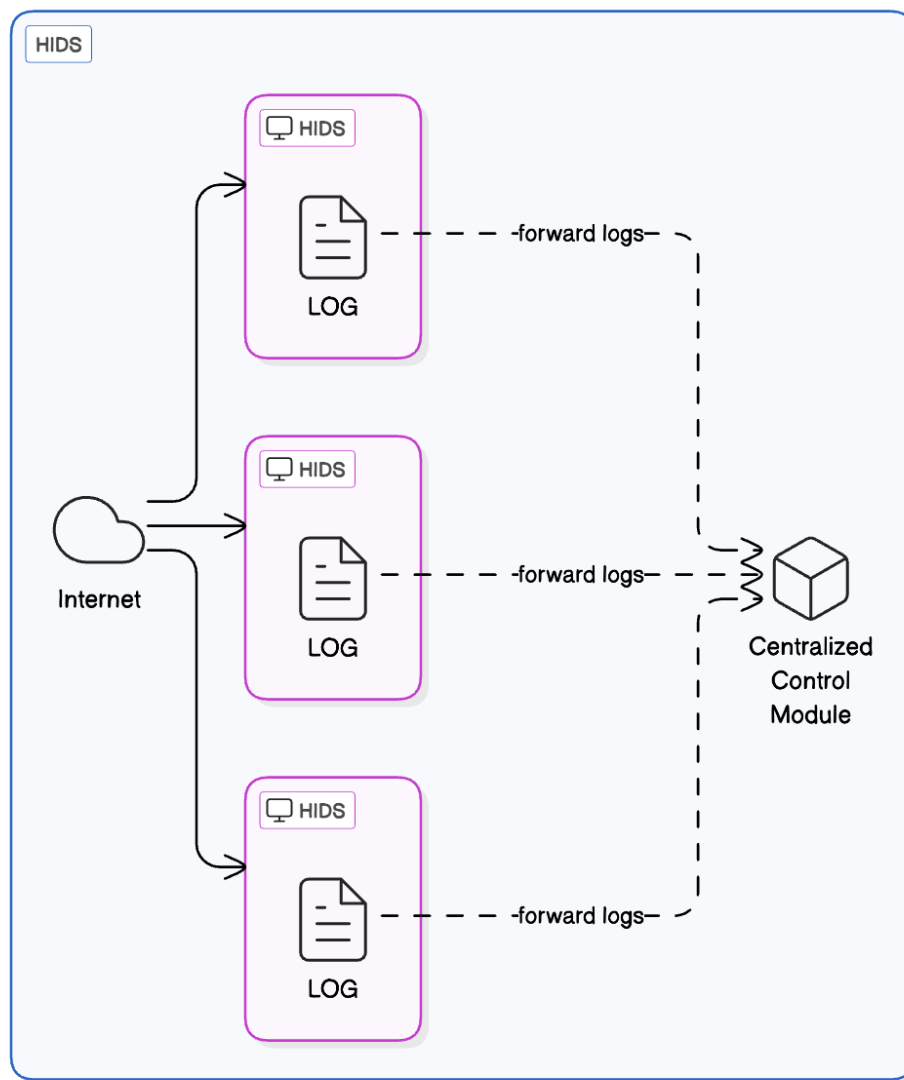 HIDS
HIDS
LOG
forward logs
HIDS
LOG
forward logs
Internet
Centralized
Control
Module
HIDS
LOG
forward logs